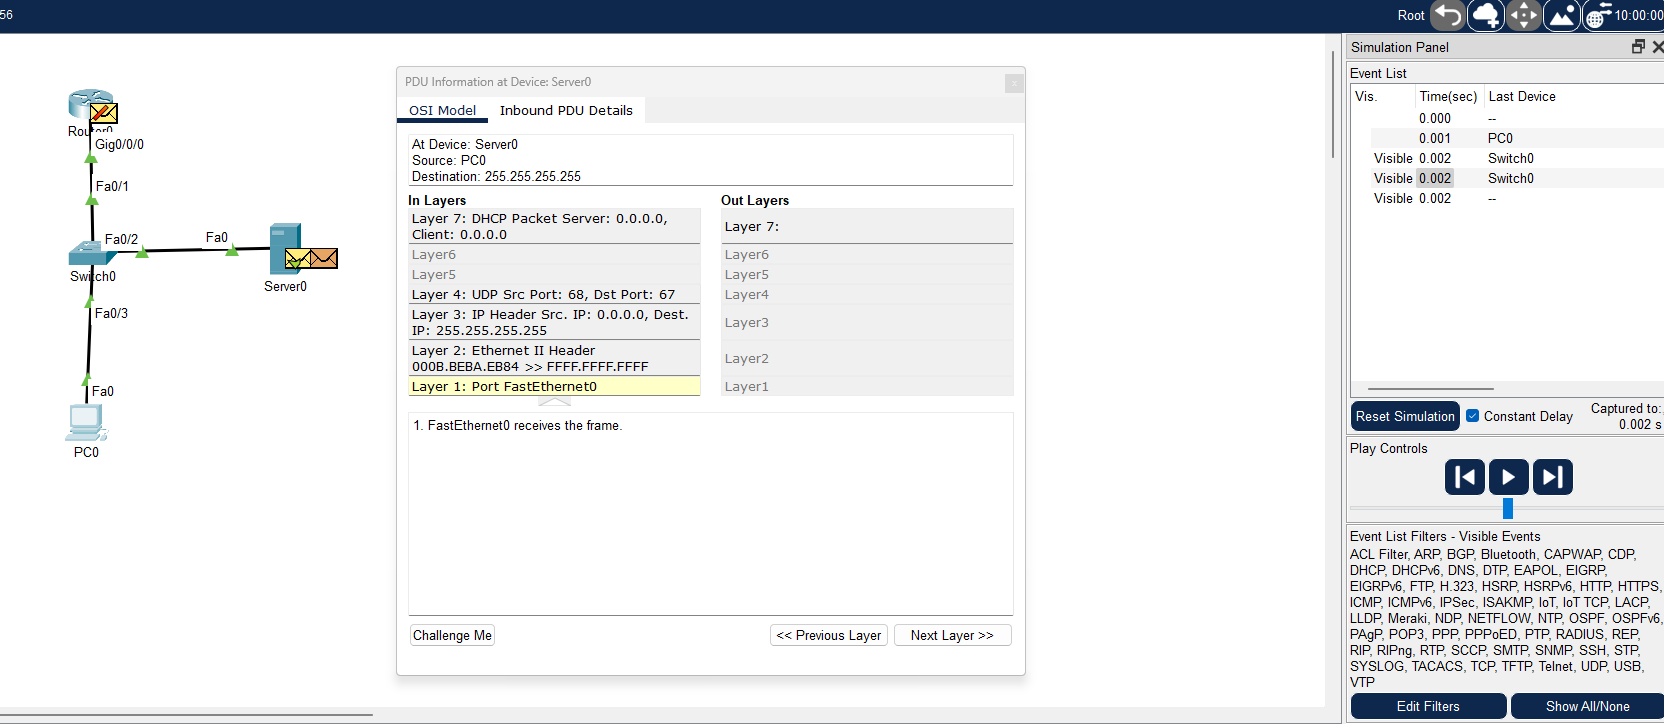 56
Root
10:00:00
Router0
Gig0/0/0
Fa0/1
Fa0/2
Fa0
Switch0
Server0
Fa0/3
Fa0
PC0
PDU Information at Device: Server0
OSI Model
Inbound PDU Details
At Device: Server0
Source: PC0
Destination: 255.255.255.255
In Layers
Layer 7: DHCP Packet Server: 0.0.0.0,
Client: 0.0.0.0
Layer6
Layer5
Layer 4: UDP Src Port: 68, Dst Port: 67
Layer 3: IP Header Src. IP: 0.0.0.0, Dest.
IP: 255.255.255.255
Layer 2: Ethernet II Header
000B.BEBA.EB84 >> FFFF.FFFF.FFFF
Layer 1: Port FastEthernet0
Out Layers
Layer 7:
Layer6
Layer5
Layer4
Layer3
Layer2
Layer1
1. FastEthernet0 receives the frame.
Challenge Me
<< Previous Layer
Next Layer >>
Simulation Panel
Event List
Vis. Time(sec) Last Device
0.000 --
0.001 PC0
Visible 0.002 Switch0
Visible 0.002 Switch0
Visible 0.002 --
Reset Simulation
Constant Delay
Captured to:
0.002 s
Play Controls
Event List Filters - Visible Events
ACL Filter, ARP, BGP, Bluetooth, CAPWAP, CDP,
DHCP, DHCPv6, DNS, DTP, EAPOL, EIGRP,
EIGRPv6, FTP, H.323, HSRP, HSRPv6, HTTP, HTTPS,
ICMP, ICMPv6, IPSec, ISAKMP, IoT, IoT TCP, LACP,
LLDP, Meraki, NDP, NETFLOW, NTP, OSPF, OSPFv6,
PAgP, POP3, PPP, PPPoED, PTP, RADIUS, REP,
RIP, RIPng, RTP, SCCP, SMTP, SNMP, SSH, STP,
SYSLOG, TACACS, TCP, TFTP, Telnet, UDP, USB,
VTP
Edit Filters
Show All/None